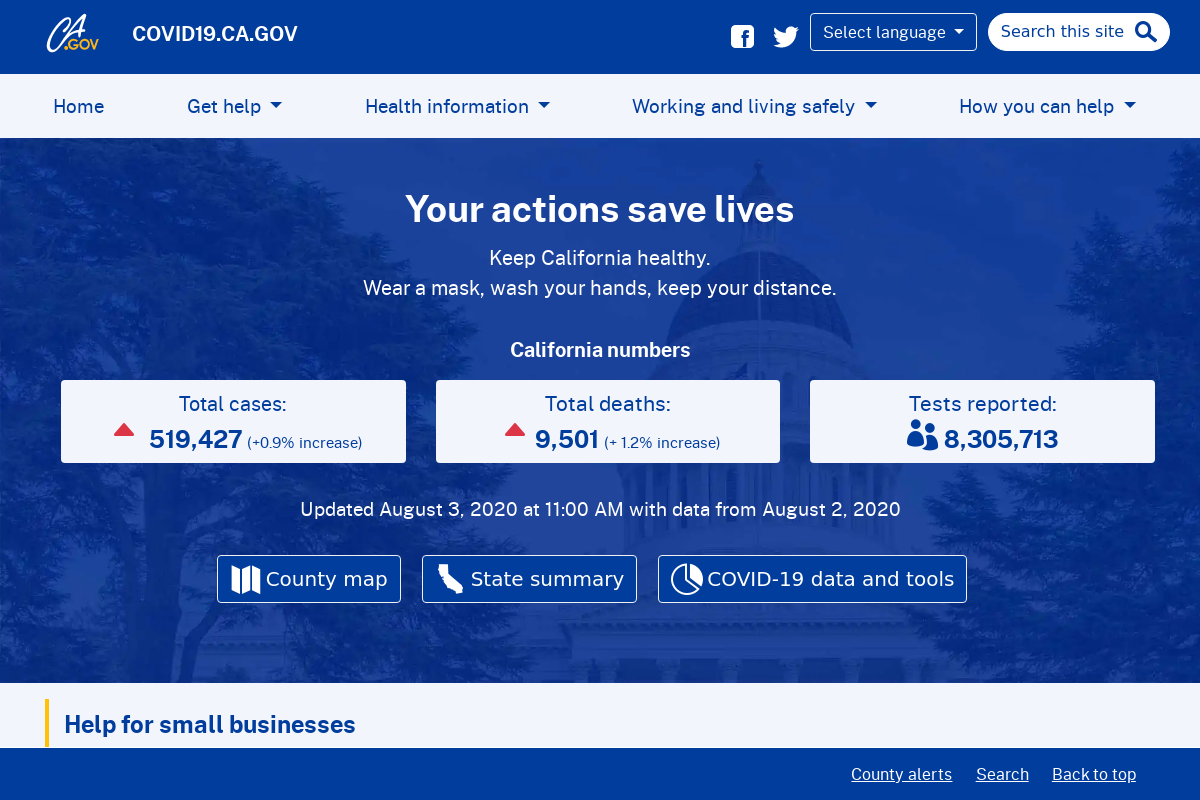 CA.GOV
COVID19.CA.GOV
Select language
Search this site
Home
Get help
Health information
Working and living safely
How you can help
Your actions save lives
Keep California healthy.
Wear a mask, wash your hands, keep your distance.
California numbers
Total cases:
519,427 (+0.9% increase)
Total deaths:
9,501 (+ 1.2% increase)
Tests reported:
8,305,713
Updated August 3, 2020 at 11:00 AM with data from August 2, 2020
County map
State summary
COVID-19 data and tools
Help for small businesses
County alerts
Search
Back to top